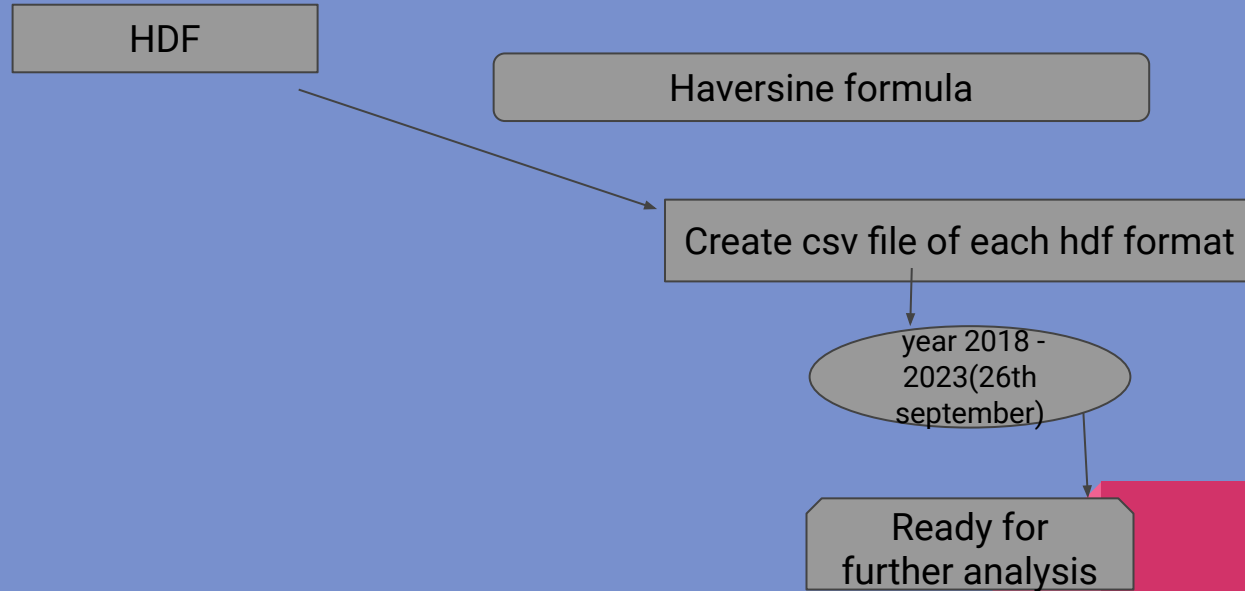 HDF
Haversine formula
Create csv file of each hdf format
year 2018 -
2023(26th
september)
Ready for
further analysis